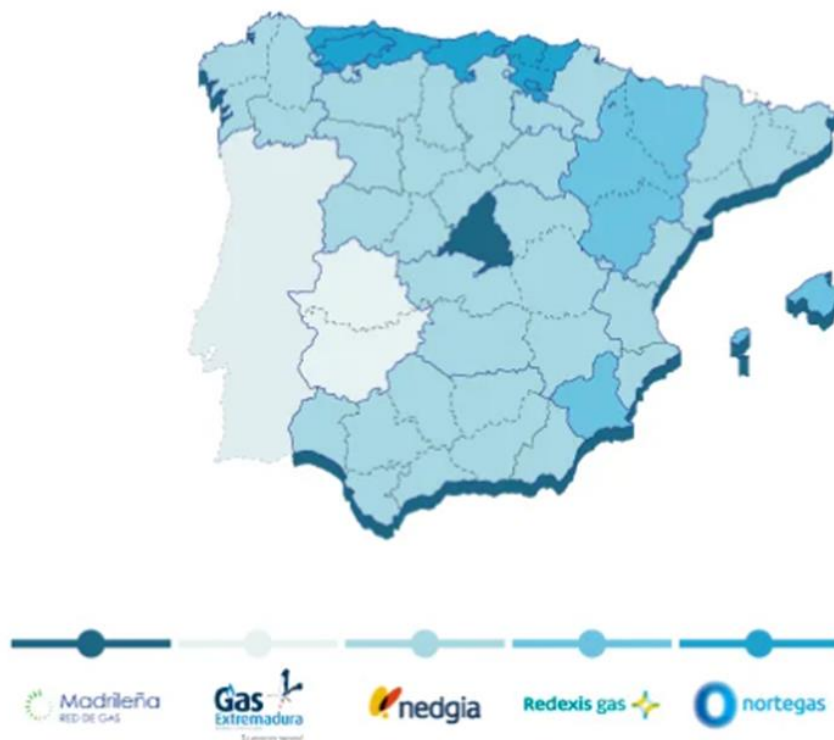 Madrileña
RED DE GAS
Gas
Extremadura
nedgia
Redexis gas
nortegas